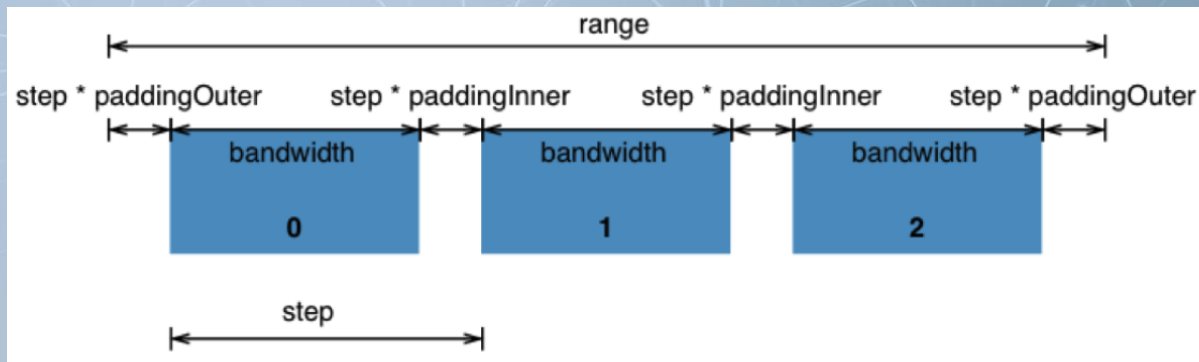 range
step * paddingOuter step * paddingInner step * paddingInner step * paddingOuter
bandwidth bandwidth bandwidth
0 1 2
step